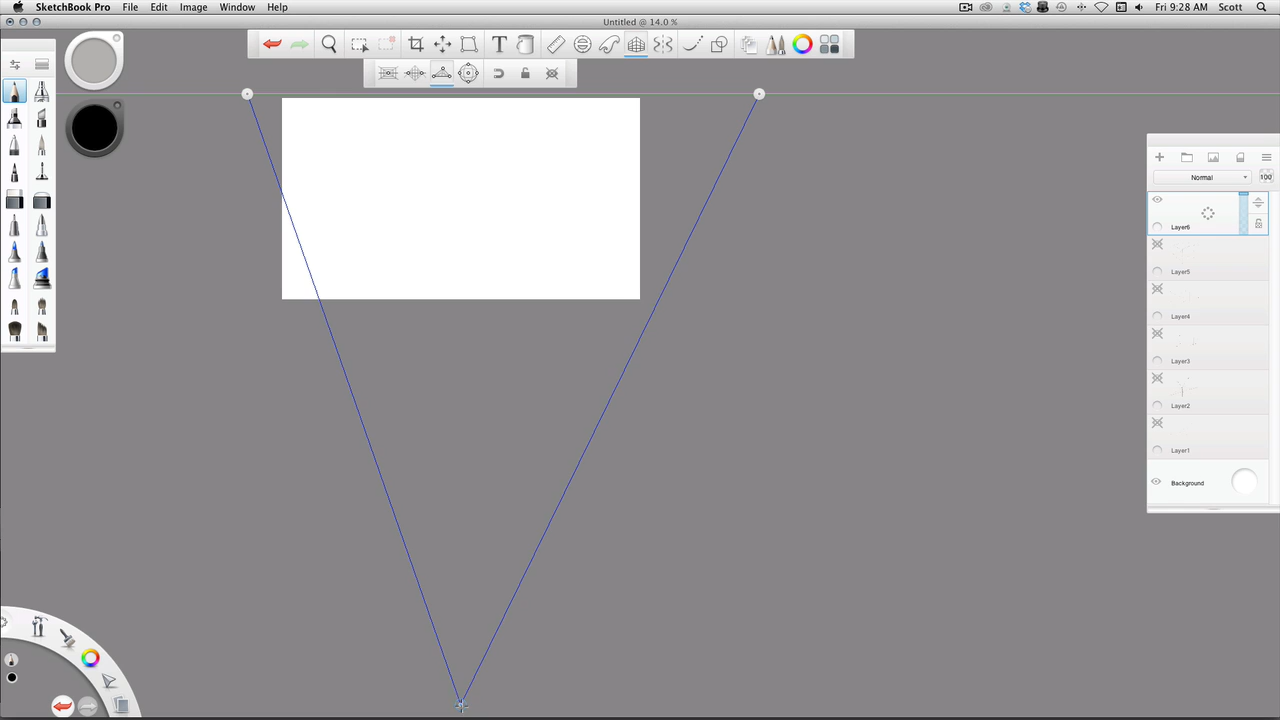 SketchBook Pro File Edit Image Window Help Fri 9:28 AM Scott
Untitled @ 14.0 %
T
Normal 100
Layer6
Layer5
Layer4
Layer3
Layer2
Layer1
Background